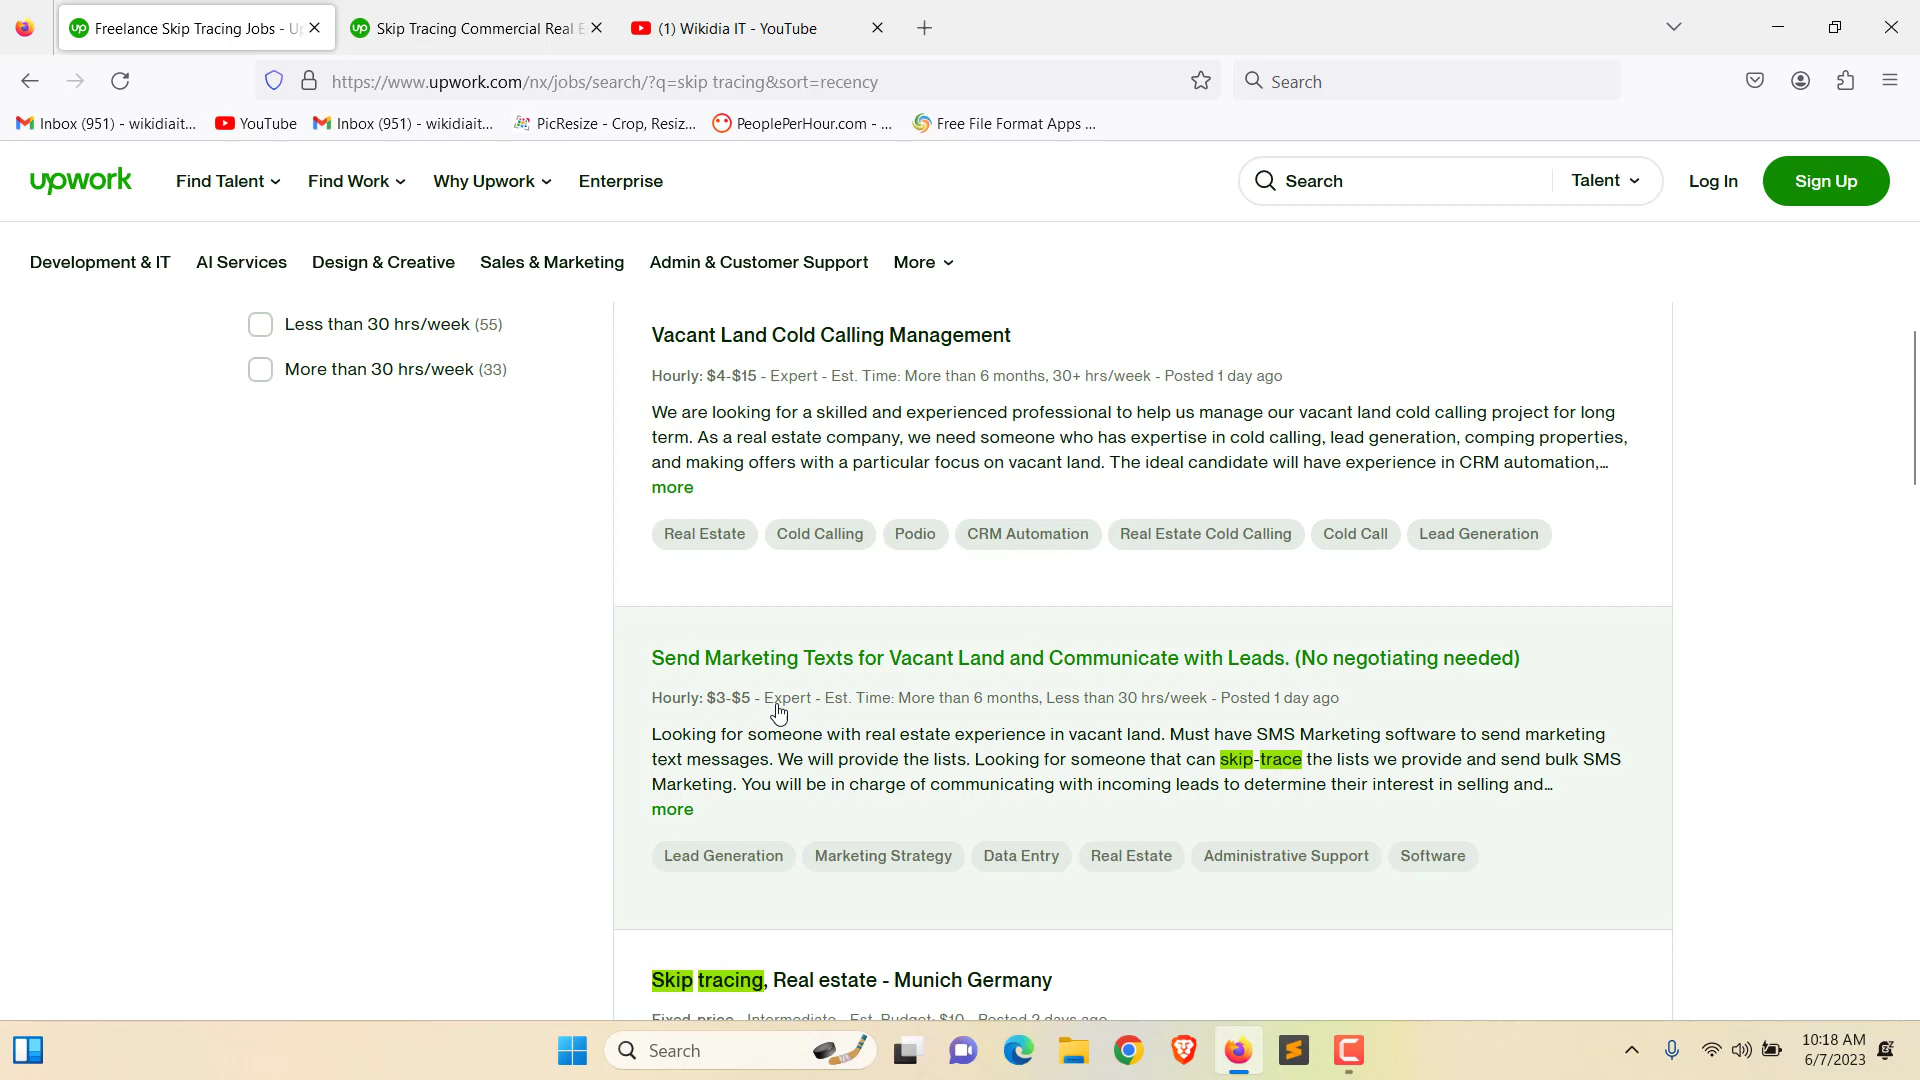 Freelance Skip Tracing Jobs - U
Skip Tracing Commercial Real E
(1) Wikidia IT - YouTube
https://www.upwork.com/nx/jobs/search/?q=skip tracing&sort=recency
Search
Inbox (951) - wikidiait...
YouTube
Inbox (951) - wikidiait...
PicResize - Crop, Resiz...
PeoplePerHour.com - ...
Free File Format Apps ...
upwork
Find Talent
Find Work
Why Upwork
Enterprise
Search
Talent
Log In
Sign Up
Development & IT
AI Services
Design & Creative
Sales & Marketing
Admin & Customer Support
More
Less than 30 hrs/week (55)
More than 30 hrs/week (33)
Vacant Land Cold Calling Management
Hourly: $4-$15 - Expert - Est. Time: More than 6 months, 30+ hrs/week - Posted 1 day ago
We are looking for a skilled and experienced professional to help us manage our vacant land cold calling project for long
term. As a real estate company, we need someone who has expertise in cold calling, lead generation, comping properties,
and making offers with a particular focus on vacant land. The ideal candidate will have experience in CRM automation,...
more
Real Estate
Cold Calling
Podio
CRM Automation
Real Estate Cold Calling
Cold Call
Lead Generation
Send Marketing Texts for Vacant Land and Communicate with Leads. (No negotiating needed)
Hourly: $3-$5 - Expert - Est. Time: More than 6 months, Less than 30 hrs/week - Posted 1 day ago
Looking for someone with real estate experience in vacant land. Must have SMS Marketing software to send marketing
text messages. We will provide the lists. Looking for someone that can skip-trace the lists we provide and send bulk SMS
Marketing. You will be in charge of communicating with incoming leads to determine their interest in selling and...
more
Lead Generation
Marketing Strategy
Data Entry
Real Estate
Administrative Support
Software
Skip tracing, Real estate - Munich Germany
Fixed-price - Intermediate - Est. Budget: $10 - Posted 2 days ago
Search
10:18 AM
6/7/2023